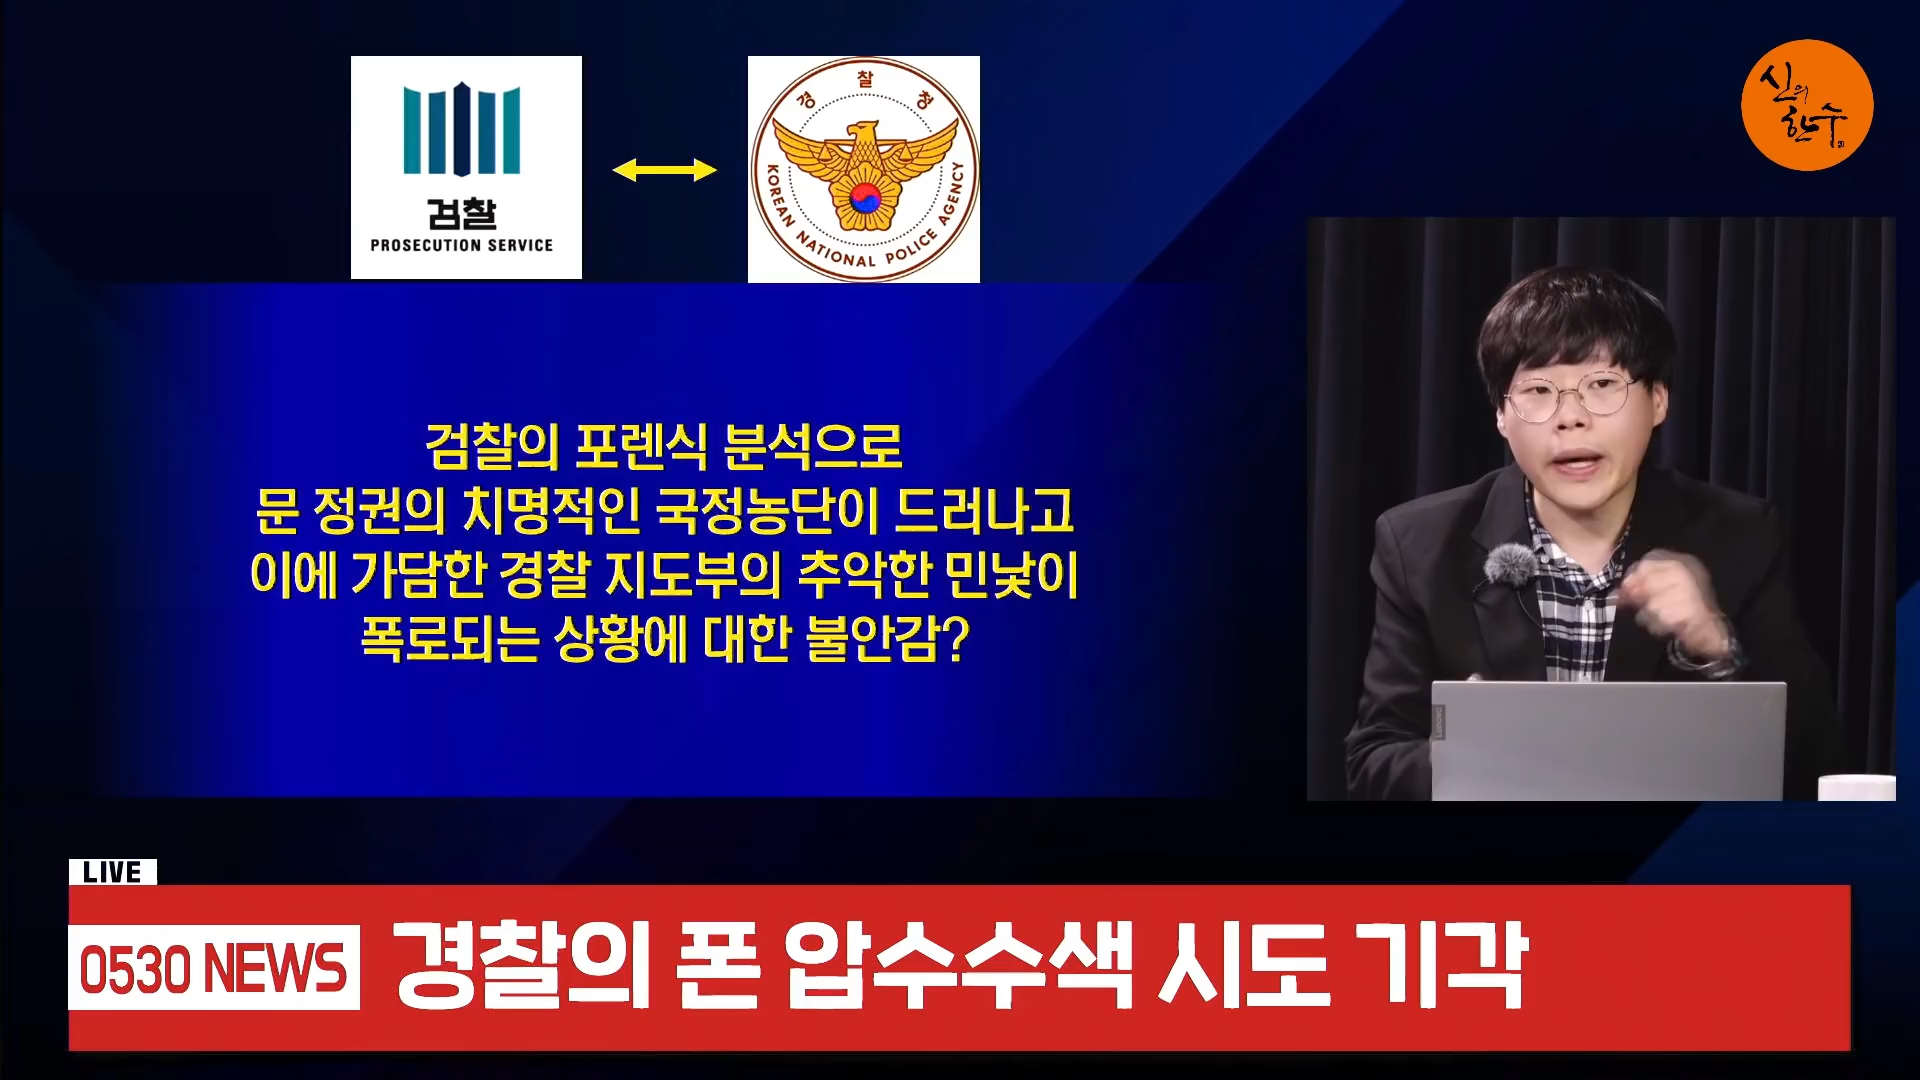 검찰
PROSECUTION SERVICE
경찰청
KOREAN NATIONAL POLICE AGENCY
신의
한수
검찰의 포렌식 분석으로
문 정권의 치명적인 국정농단이 드러나고
이에 가담한 경찰 지도부의 추악한 민낯이
폭로되는 상황에 대한 불안감?
Lenovo
LIVE
0530 NEWS
경찰의 폰 압수수색 시도 기각